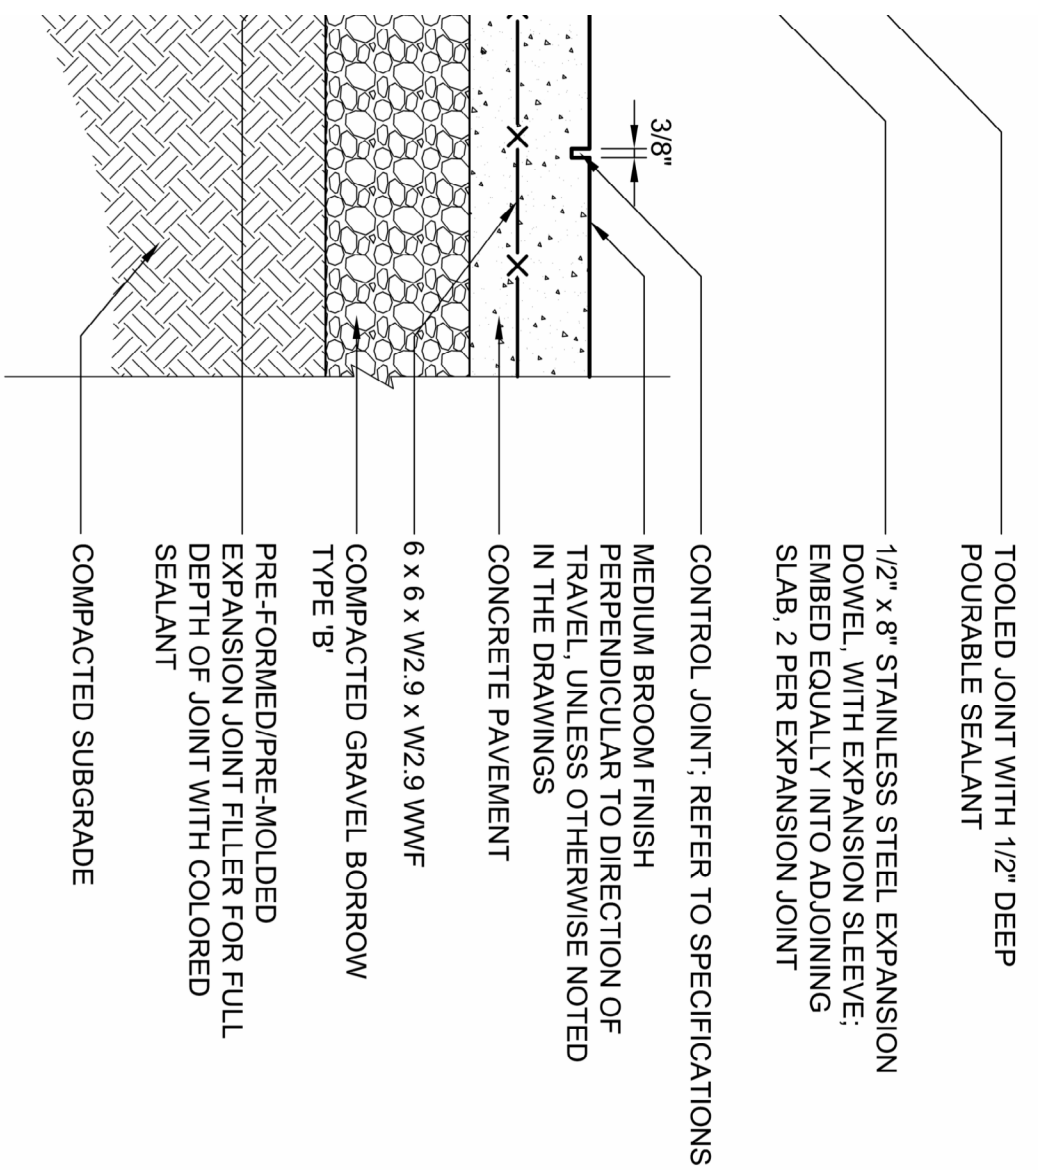 3/8"
TOOLED JOINT WITH 1/2" DEEP
POURABLE SEALANT
1/2" x 8" STAINLESS STEEL EXPANSION
DOWEL, WITH EXPANSION SLEEVE;
EMBED EQUALLY INTO ADJOINING
SLAB, 2 PER EXPANSION JOINT
CONTROL JOINT; REFER TO SPECIFICATIONS
MEDIUM BROOM FINISH
PERPENDICULAR TO DIRECTION OF
TRAVEL, UNLESS OTHERWISE NOTED
IN THE DRAWINGS
CONCRETE PAVEMENT
6 x 6 x W2.9 x W2.9 WWF
COMPACTED GRAVEL BORROW
TYPE 'B'
PRE-FORMED/PRE-MOLDED
EXPANSION JOINT FILLER FOR FULL
DEPTH OF JOINT WITH COLORED
SEALANT
COMPACTED SUBGRADE